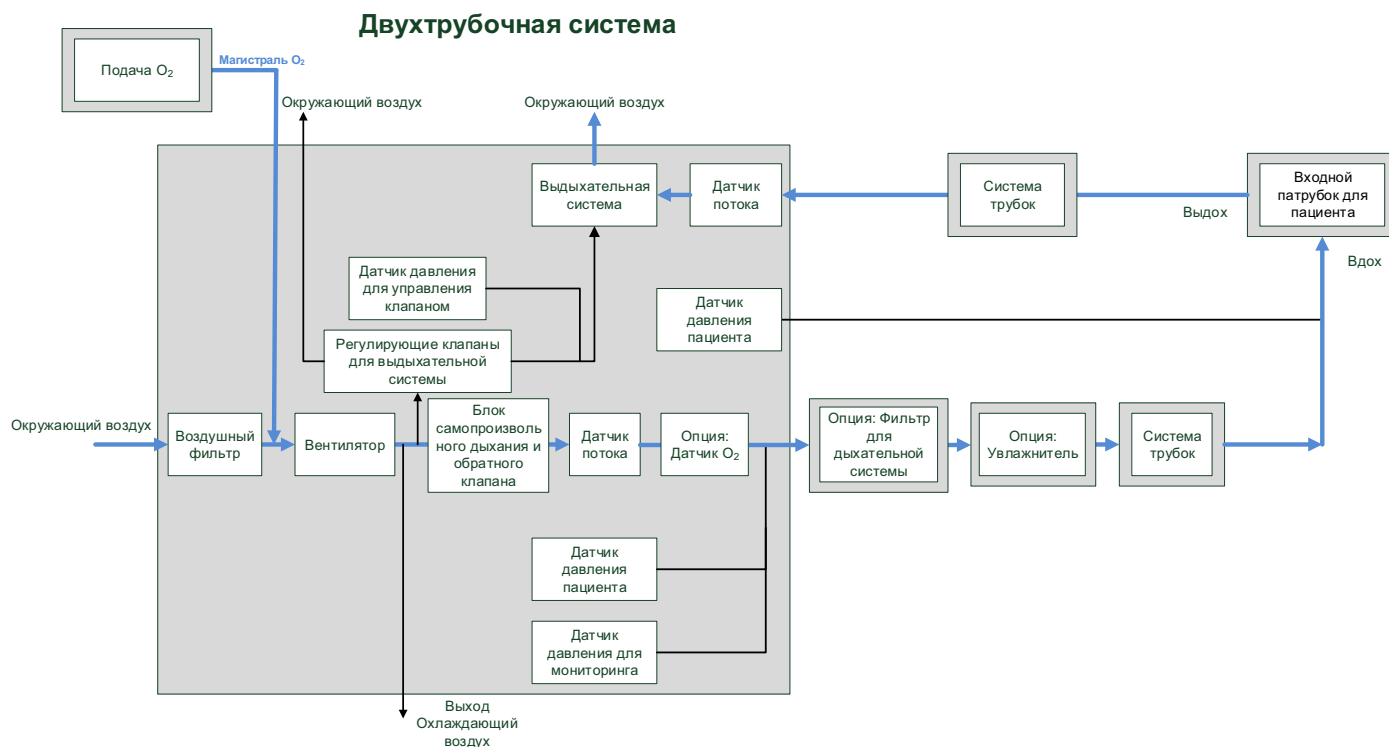 Двухтрубочная система
Подача O₂
Магистраль O₂
Окружающий воздух
Окружающий воздух
Выдыхательная
система
Датчик
потока
Система
трубок
Входной
патрубок для
пациента
Выдох
Вдох
Датчик давления
для управления
клапаном
Датчик
давления
пациента
Регулирующие клапаны
для выдыхательной
системы
Окружающий воздух
Воздушный
фильтр
Вентилятор
Блок
самопроизволь
ного дыхания и
обратного
клапана
Датчик
потока
Опция:
Датчик O₂
Опция: Фильтр
для
дыхательной
системы
Опция:
Увлажнитель
Система
трубок
Датчик
давления
пациента
Датчик
давления для
мониторинга
Выход
Охлаждающий
воздух